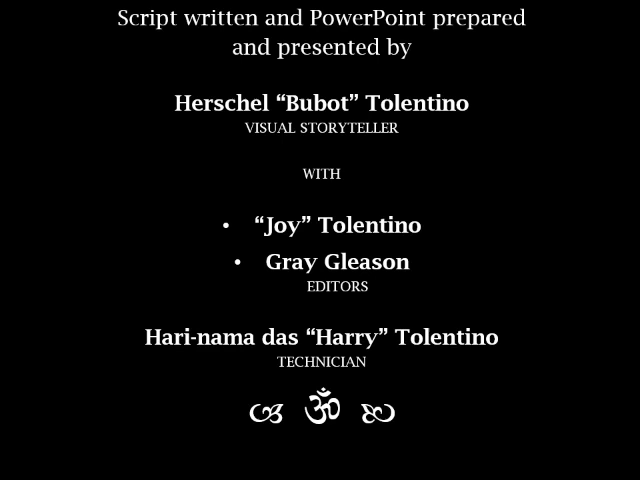 Script written and PowerPoint prepared
and presented by
Herschel “Bubot” Tolentino
VISUAL STORYTELLER
WITH
• “Joy” Tolentino
• Gray Gleason
EDITORS
Hari-nama das “Harry” Tolentino
TECHNICIAN
ॐ